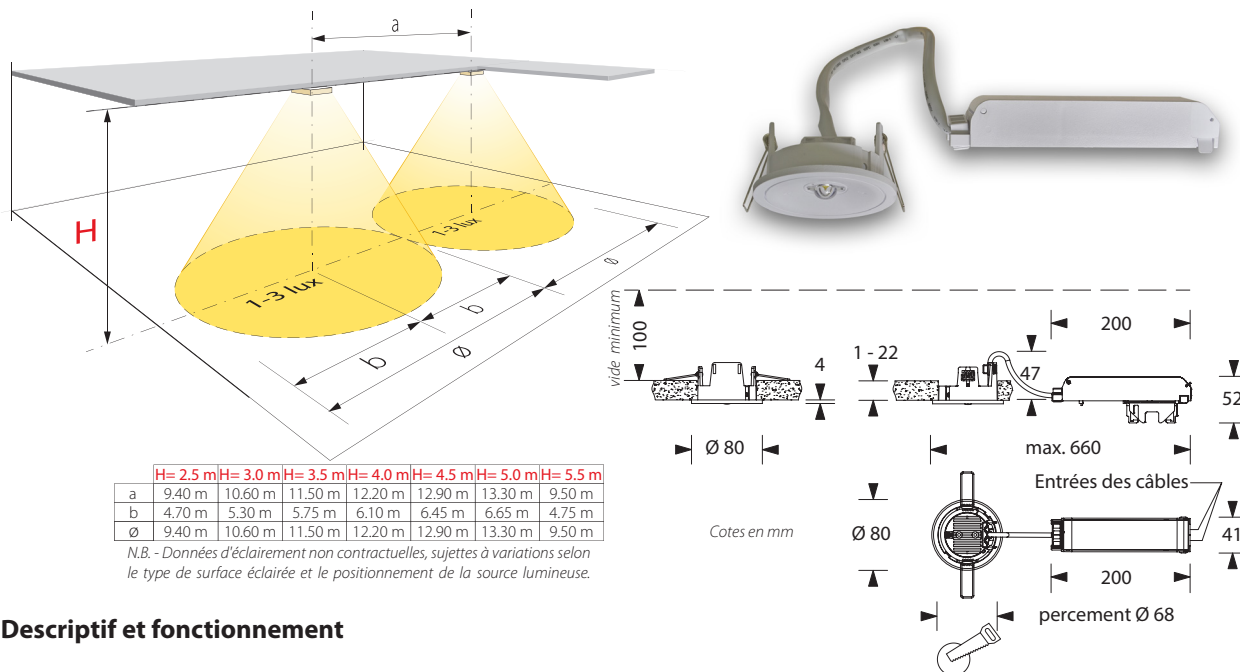 a
H
1-3 lux
1-3 lux
b
b
Ø
Ø
H= 2.5 m H= 3.0 m H= 3.5 m H= 4.0 m H= 4.5 m H= 5.0 m H= 5.5 m
a 9.40 m 10.60 m 11.50 m 12.20 m 12.90 m 13.30 m 9.50 m
b 4.70 m 5.30 m 5.75 m 6.10 m 6.45 m 6.65 m 4.75 m
Ø 9.40 m 10.60 m 11.50 m 12.20 m 12.90 m 13.30 m 9.50 m
N.B. - Données d'éclairement non contractuelles, sujettes à variations selon
le type de surface éclairée et le positionnement de la source lumineuse.
vide minimum
100
4
Ø 80
1 - 22
47
200
52
max. 660
Entrées des câbles
Cotes en mm
Ø 80
41
200
percement Ø 68
Descriptif et fonctionnement